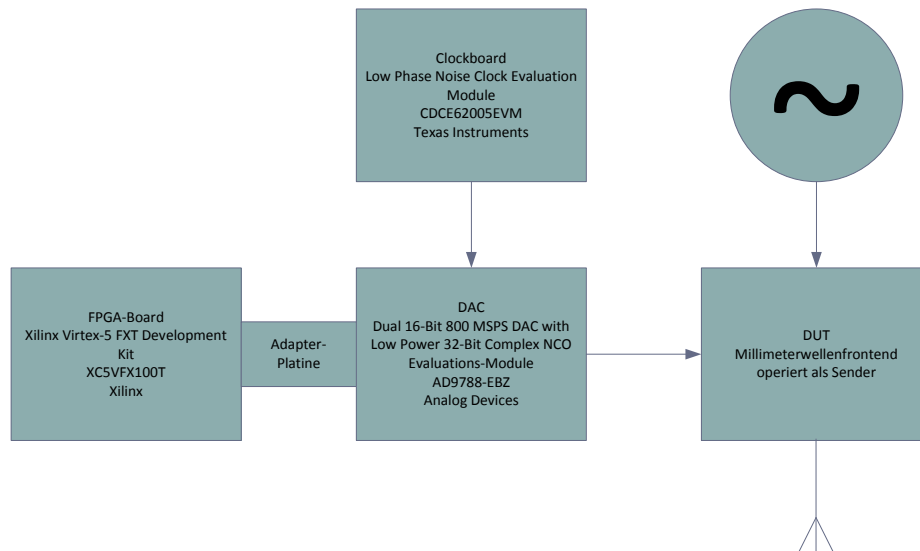 Clockboard
Low Phase Noise Clock Evaluation
Module
CDCE62005EVM
Texas Instruments
FPGA-Board
Xilinx Virtex-5 FXT Development
Kit
XC5VFX100T
Xilinx
Adapter-
Platine
DAC
Dual 16-Bit 800 MSPS DAC with
Low Power 32-Bit Complex NCO
Evaluations-Module
AD9788-EBZ
Analog Devices
DUT
Millimeterwellenfrontend
operiert als Sender